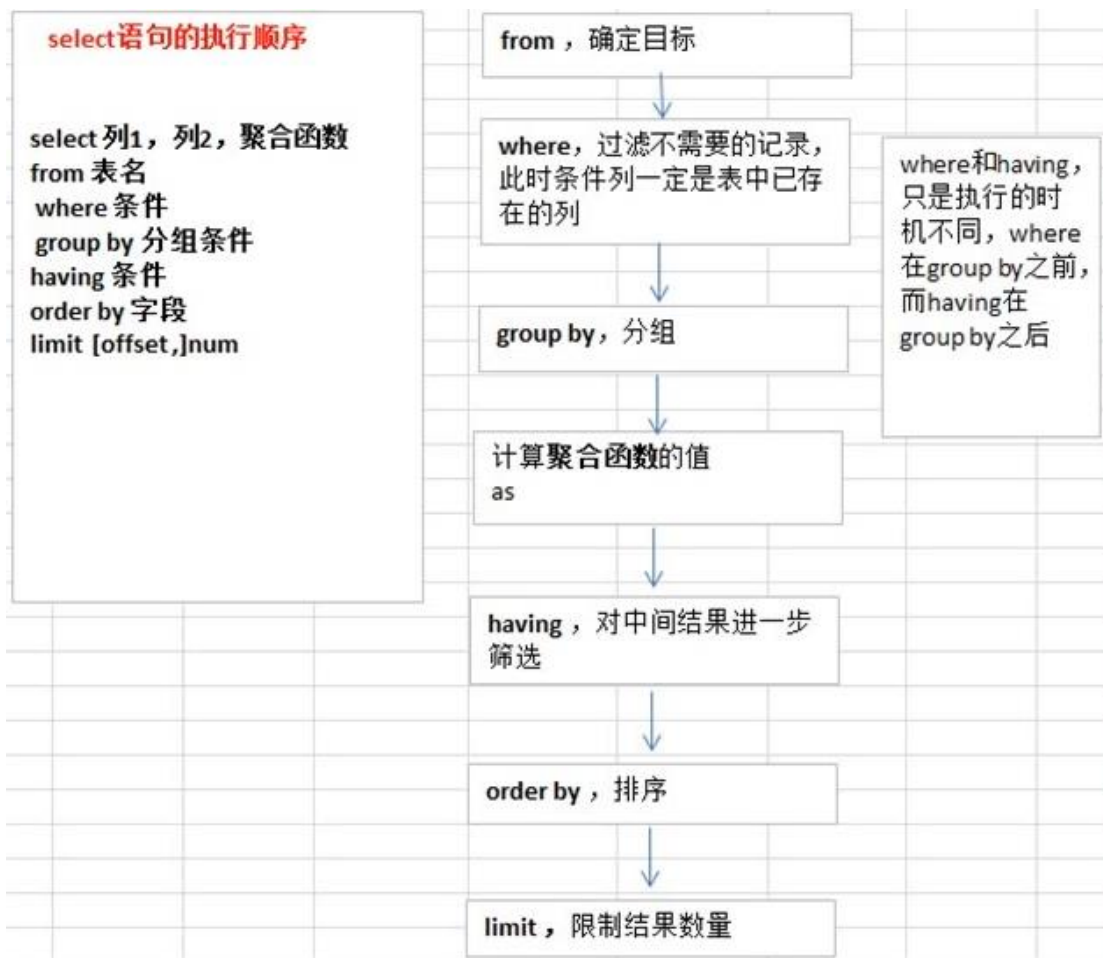 select语句的执行顺序
select 列1，列2，聚合函数
from 表名
where 条件
group by 分组条件
having 条件
order by 字段
limit [offset,]num
from ，确定目标
where，过滤不需要的记录，
此时条件列一定是表中已存
在的列
group by，分组
计算聚合函数的值
as
having ，对中间结果进一步
筛选
order by ，排序
limit ，限制结果数量
where和having，
只是执行的时
机不同，where
在group by之前，
而having在
group by之后